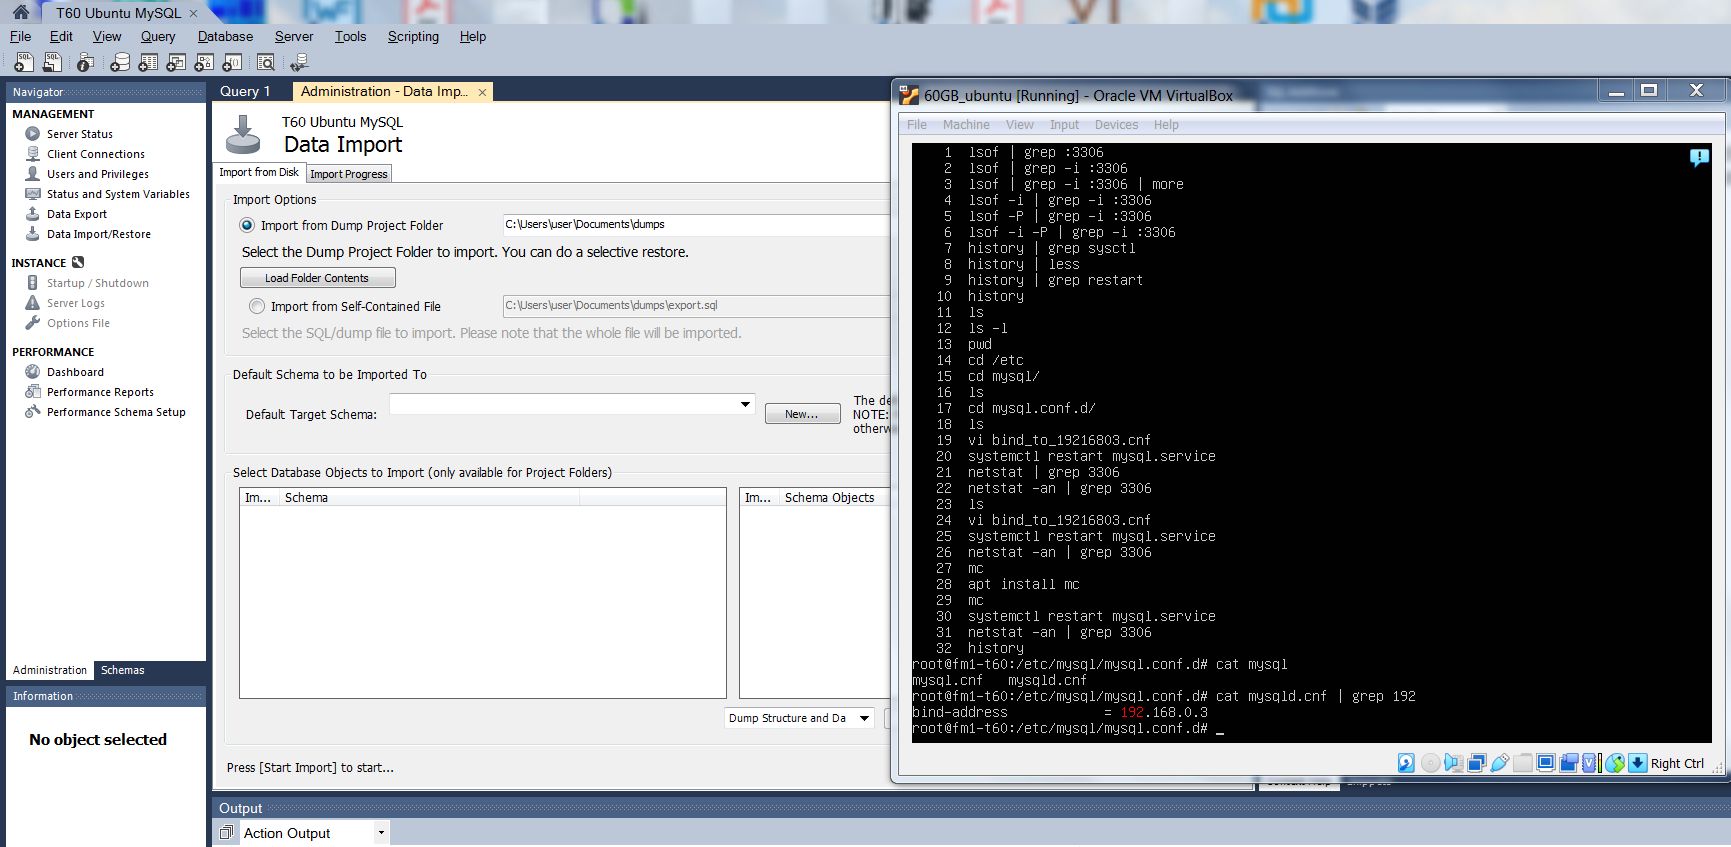 T60 Ubuntu MySQL ×
File Edit View Query Database Server Tools Scripting Help
Navigator
MANAGEMENT
Server Status
Client Connections
Users and Privileges
Status and System Variables
Data Export
Data Import/Restore
INSTANCE
Startup / Shutdown
Server Logs
Options File
PERFORMANCE
Dashboard
Performance Reports
Performance Schema Setup
Administration Schemas
Information
No object selected
Query 1 Administration - Data Imp... ×
T60 Ubuntu MySQL
Data Import
Import from Disk Import Progress
Import Options
Import from Dump Project Folder C:\Users\user\Documents\dumps
Select the Dump Project Folder to import. You can do a selective restore.
Load Folder Contents
Import from Self-Contained File C:\Users\user\Documents\dumps\export.sql
Select the SQL/dump file to import. Please note that the whole file will be imported.
Default Schema to be Imported To
Default Target Schema: New...
The de
NOTE:
otherw
Select Database Objects to Import (only available for Project Folders)
Im... Schema Im... Schema Objects
Dump Structure and Da
Press [Start Import] to start...
Output
Action Output
60GB_ubuntu [Running] - Oracle VM VirtualBox
File Machine View Input Devices Help
1 lsof | grep :3306
2 lsof | grep -i :3306
3 lsof | grep -i :3306 | more
4 lsof -i | grep -i :3306
5 lsof -P | grep -i :3306
6 lsof -i -P | grep -i :3306
7 history | grep sysctl
8 history | less
9 history | grep restart
10 history
11 ls
12 ls -l
13 pwd
14 cd /etc
15 cd mysql/
16 ls
17 cd mysql.conf.d/
18 ls
19 vi bind_to_19216803.cnf
20 systemctl restart mysql.service
21 netstat | grep 3306
22 netstat -an | grep 3306
23 ls
24 vi bind_to_19216803.cnf
25 systemctl restart mysql.service
26 netstat -an | grep 3306
27 mc
28 apt install mc
29 mc
30 systemctl restart mysql.service
31 netstat -an | grep 3306
32 history
root@fm1-t60:/etc/mysql/mysql.conf.d# cat mysql
mysql.cnf mysqld.cnf
root@fm1-t60:/etc/mysql/mysql.conf.d# cat mysqld.cnf | grep 192
bind-address = 192.168.0.3
root@fm1-t60:/etc/mysql/mysql.conf.d# _
Right Ctrl